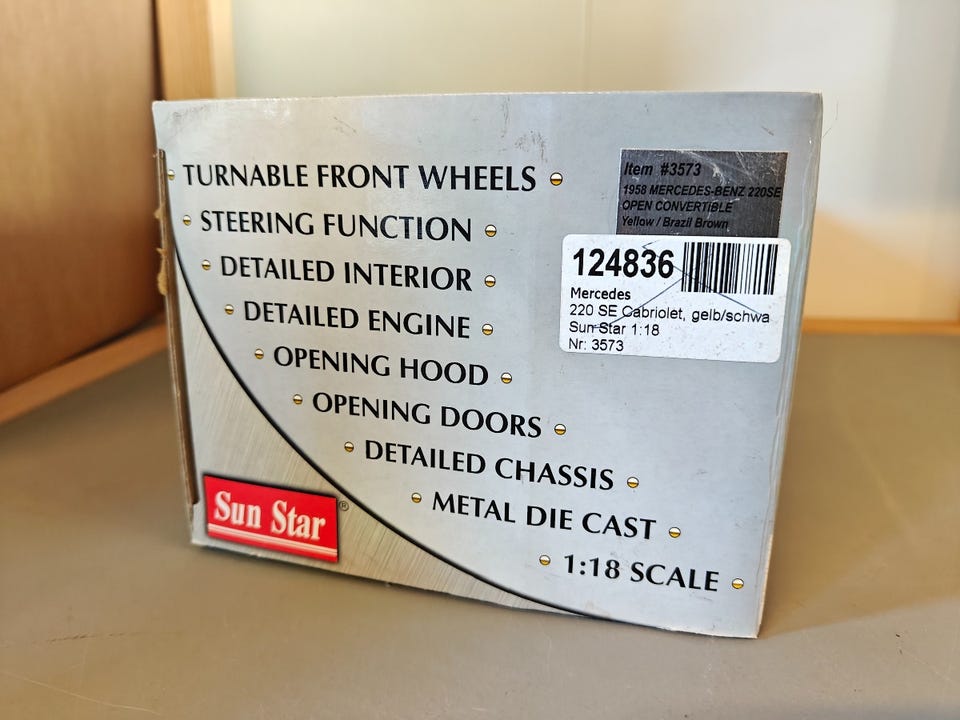 TURNABLE FRONT WHEELS
STEERING FUNCTION
DETAILED INTERIOR
DETAILED ENGINE
OPENING HOOD
OPENING DOORS
DETAILED CHASSIS
METAL DIE CAST
1:18 SCALE
Item #3573
1958 MERCEDES-BENZ 220SE
OPEN CONVERTIBLE
Yellow / Brazil Brown
124836
Mercedes
220 SE Cabriolet, gelb/schwa
Sun Star 1:18
Nr: 3573
Sun Star ®